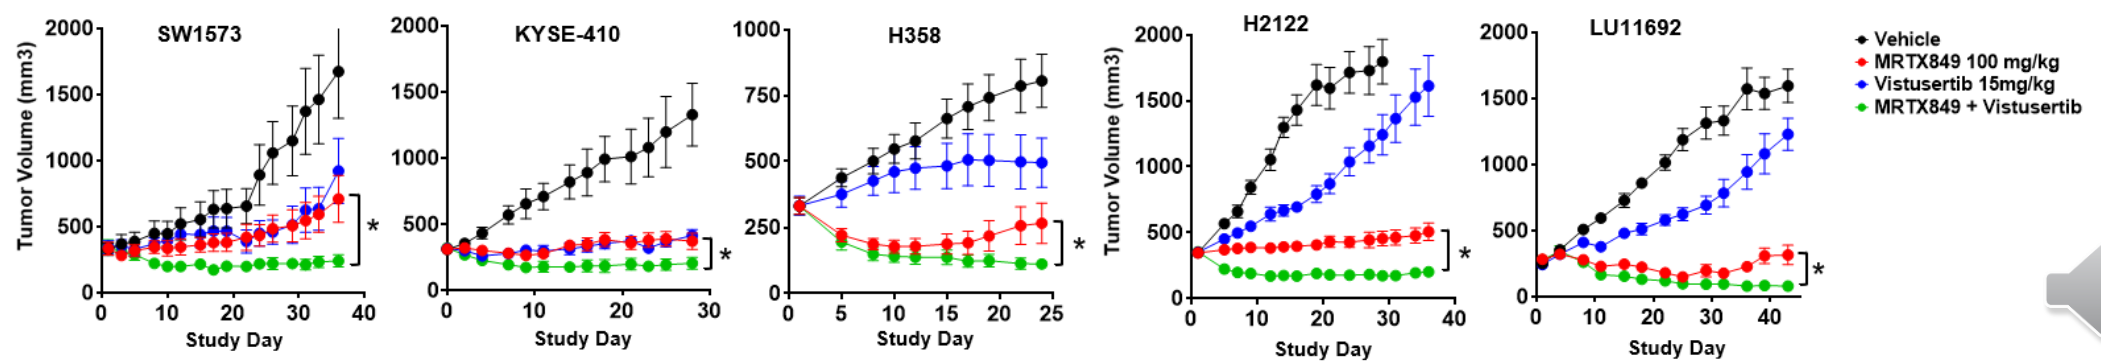 SW1573
Tumor Volume (mm3)
2000
1500
1000
500
0
0 10 20 30 40
Study Day
*
KYSE-410
2000
1500
1000
500
0
0 10 20 30
Study Day
*
H358
1000
750
500
250
0
0 5 10 15 20 25
Study Day
*
H2122
Tumor Volume (mm3)
2000
1500
1000
500
0
0 10 20 30 40
Study Day
*
LU11692
2000
1500
1000
500
0
0 10 20 30 40
Study Day
*
Vehicle
MRTX849 100 mg/kg
Vistusertib 15mg/kg
MRTX849 + Vistusertib